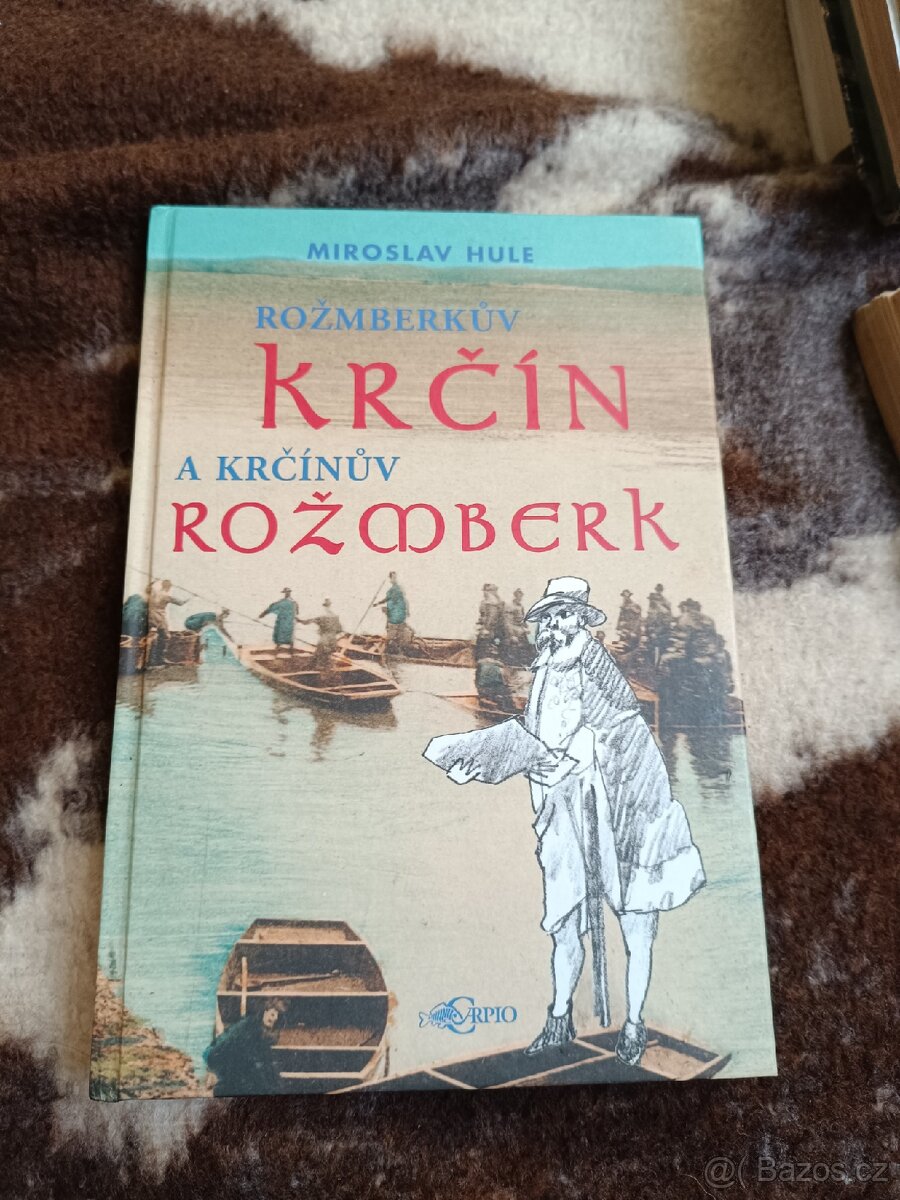 MIROSLAV HULE
ROŽMBERKŮV
KRČÍN
A KRČÍNŮV
ROŽMBERK
CARPIO
@ Bazos.cz